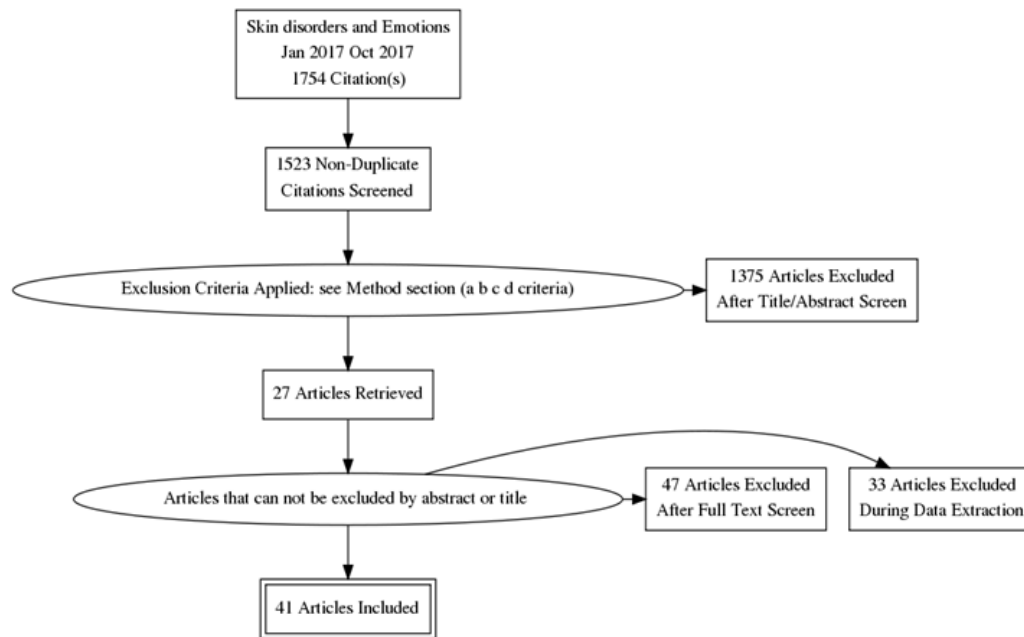 Skin disorders and Emotions
Jan 2017 Oct 2017
1754 Citation(s)
1523 Non-Duplicate
Citations Screened
Exclusion Criteria Applied: see Method section (a b c d criteria)
1375 Articles Excluded
After Title/Abstract Screen
27 Articles Retrieved
Articles that can not be excluded by abstract or title
47 Articles Excluded
After Full Text Screen
33 Articles Excluded
During Data Extraction
41 Articles Included